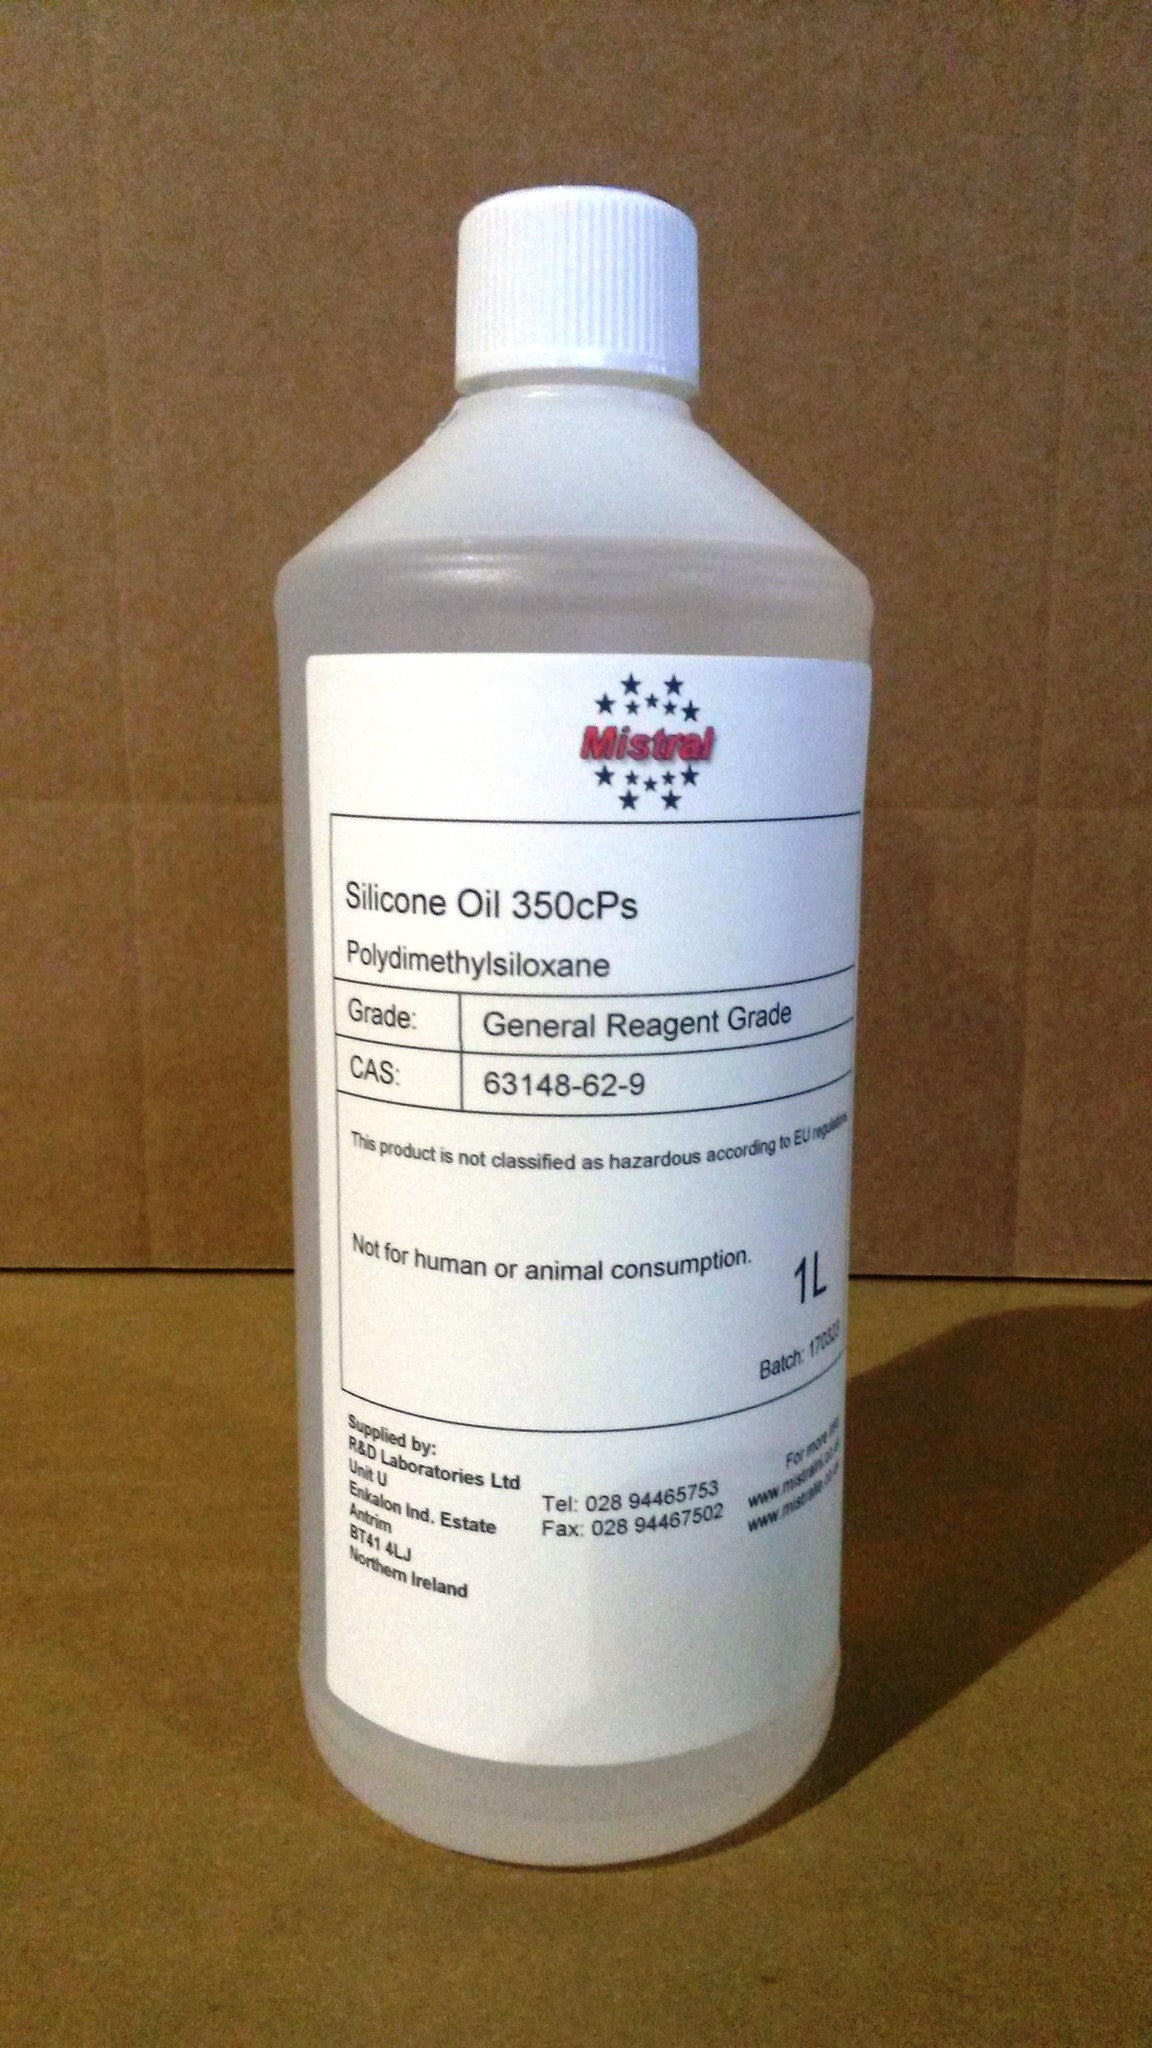 Mistral
Silicone Oil 350cPs
Polydimethylsiloxane
Grade: General Reagent Grade
CAS: 63148-62-9
This product is not classified as hazardous according to EU
Not for human or animal consumption.
1L
Batch:
Supplied by:
R&D Laboratories Ltd
Unit U
Enkalon Ind. Estate
Antrim
BT41 4LJ
Northern Ireland
Tel: 028 94465753
Fax: 028 94467502
For more